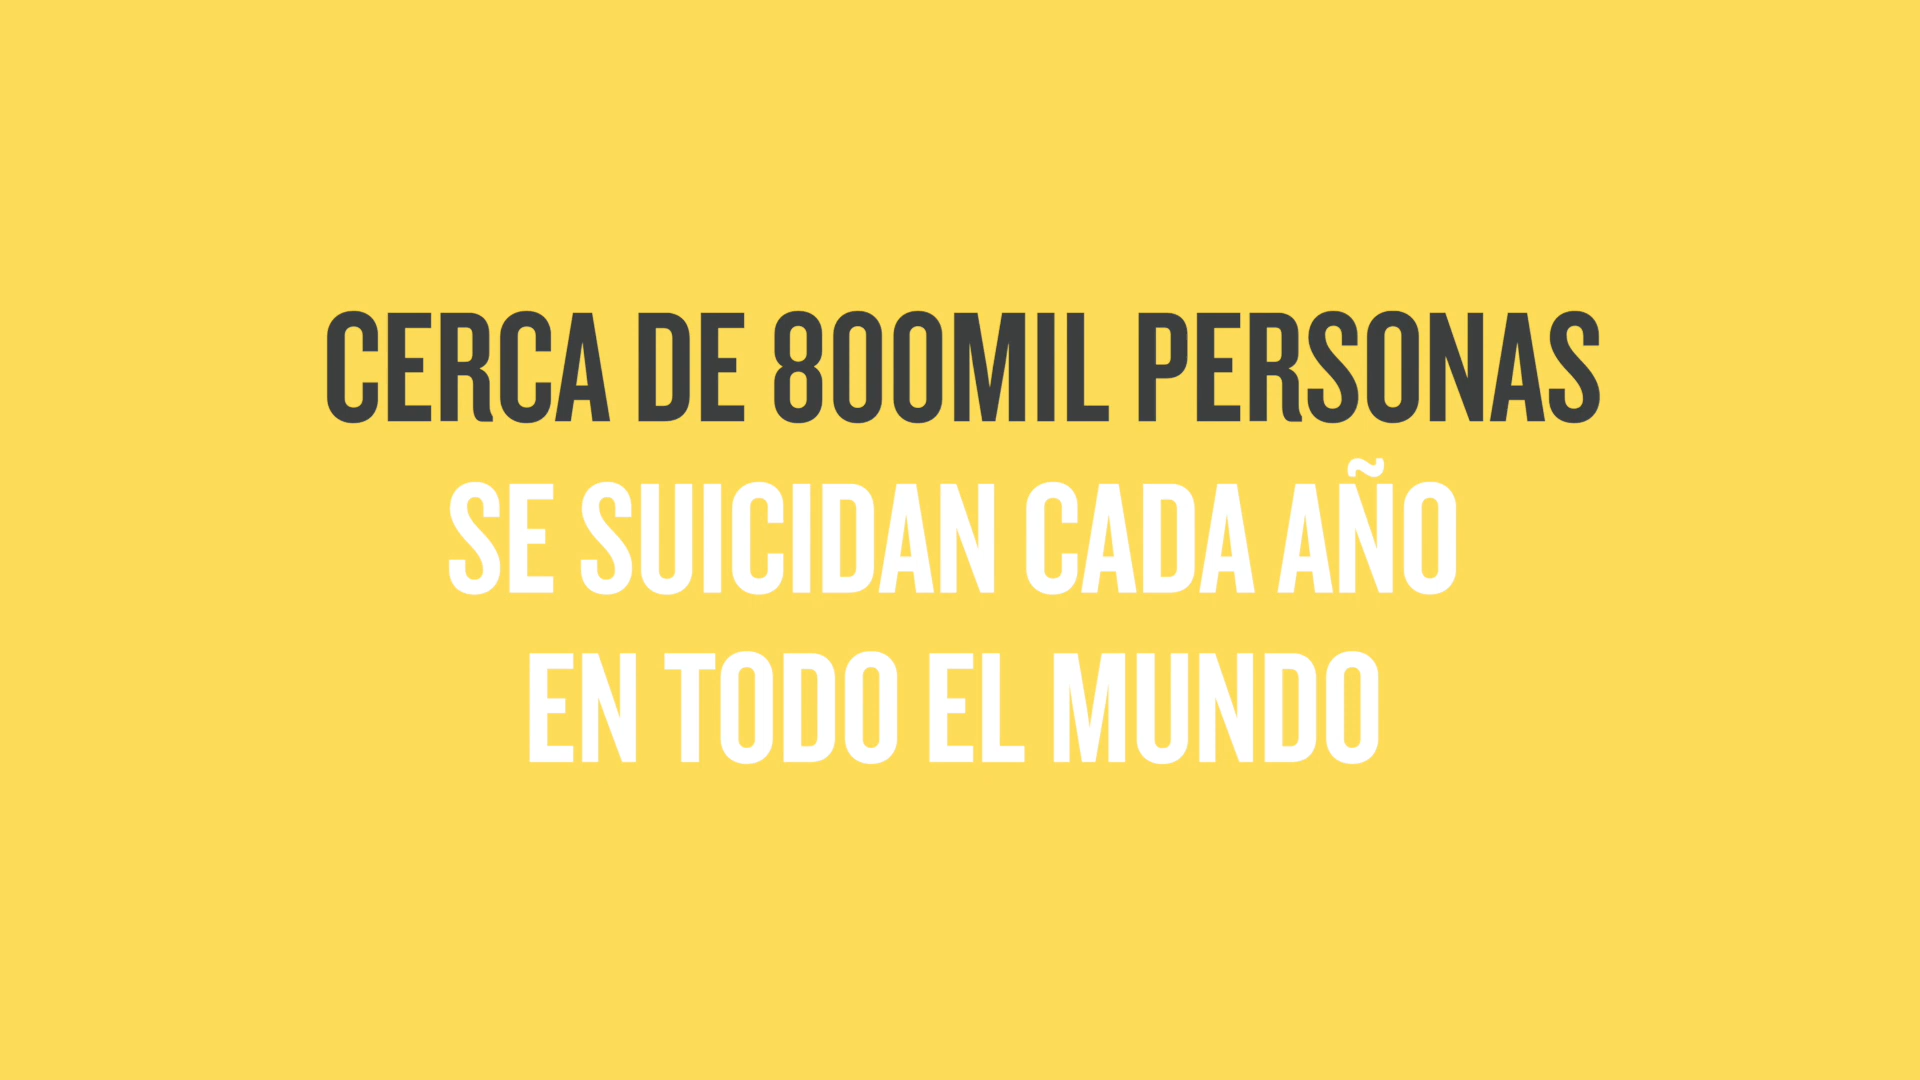 CERCA DE 800MIL PERSONAS
SE SUICIDAN CADA AÑO
EN TODO EL MUNDO